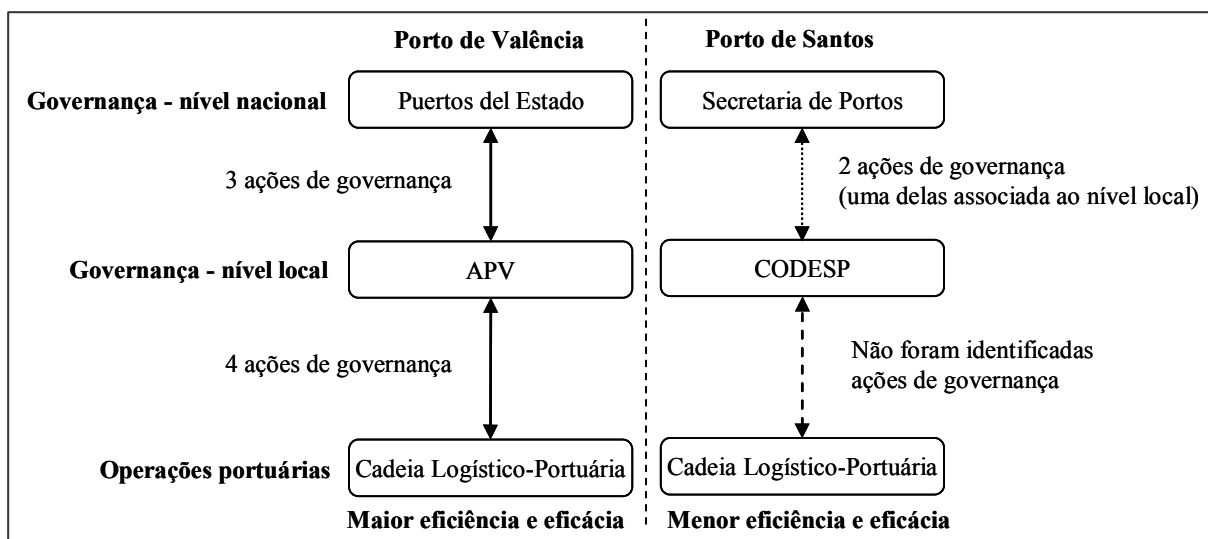 Porto de Valência
Porto de Santos
Governança - nível nacional
Puertos del Estado
Secretaria de Portos
3 ações de governança
2 ações de governança
(uma delas associada ao nível local)
Governança - nível local
APV
CODESP
4 ações de governança
Não foram identificadas
ações de governança
Operações portuárias
Cadeia Logístico-Portuária
Cadeia Logístico-Portuária
Maior eficiência e eficácia
Menor eficiência e eficácia